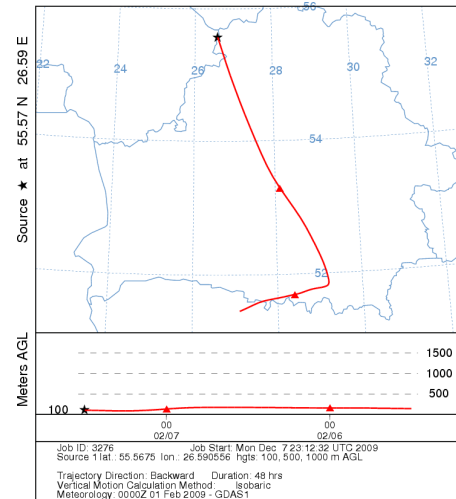 56
22
24
26
28
30
32
54
52
Source ★ at 55.57 N 26.59 E
Meters AGL
1500
1000
500
100
00
00
02/07
02/06
Job ID: 3276 Job Start: Mon Dec 7 23:12:32 UTC 2009
Source 1 lat.: 55.5675 lon.: 26.590556 hgts: 100, 500, 1000 m AGL
Trajectory Direction: Backward Duration: 48 hrs
Vertical Motion Calculation Method: Isobaric
Meteorology: 0000Z 01 Feb 2009 - GDAS1